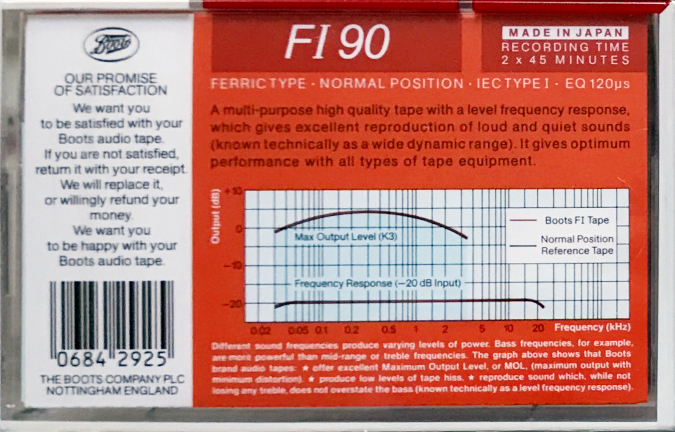 Boots
OUR PROMISE
OF SATISFACTION
We want you
to be satisfied with your
Boots audio tape.
If you are not satisfied,
return it with your receipt.
We will replace it,
or willingly refund your
money.
We want you
to be happy with your
Boots audio tape.
0684 2925
THE BOOTS COMPANY PLC
NOTTINGHAM ENGLAND
FI 90
MADE IN JAPAN
RECORDING TIME
2 x 45 MINUTES
FERRIC TYPE · NORMAL POSITION · IEC TYPE I · EQ 120µs
A multi-purpose high quality tape with a level frequency response,
which gives excellent reproduction of loud and quiet sounds
(known technically as a wide dynamic range). It gives optimum
performance with all types of tape equipment.
Output (dB)
+10
0
−10
−20
Max Output Level (K3)
Frequency Response (−20 dB Input)
Boots FI Tape
Normal Position
Reference Tape
0.02 0.05 0.1 0.2 0.5 1 2 5 10 20 Frequency (kHz)
Different sound frequencies produce varying levels of power. Bass frequencies, for example,
are more powerful than mid-range or treble frequencies. The graph above shows that Boots
brand audio tapes: ★ offer excellent Maximum Output Level, or MOL, (maximum output with
minimum distortion). ★ produce low levels of tape hiss. ★ reproduce sound which, while not
losing any treble, does not overstate the bass (known technically as a level frequency response).